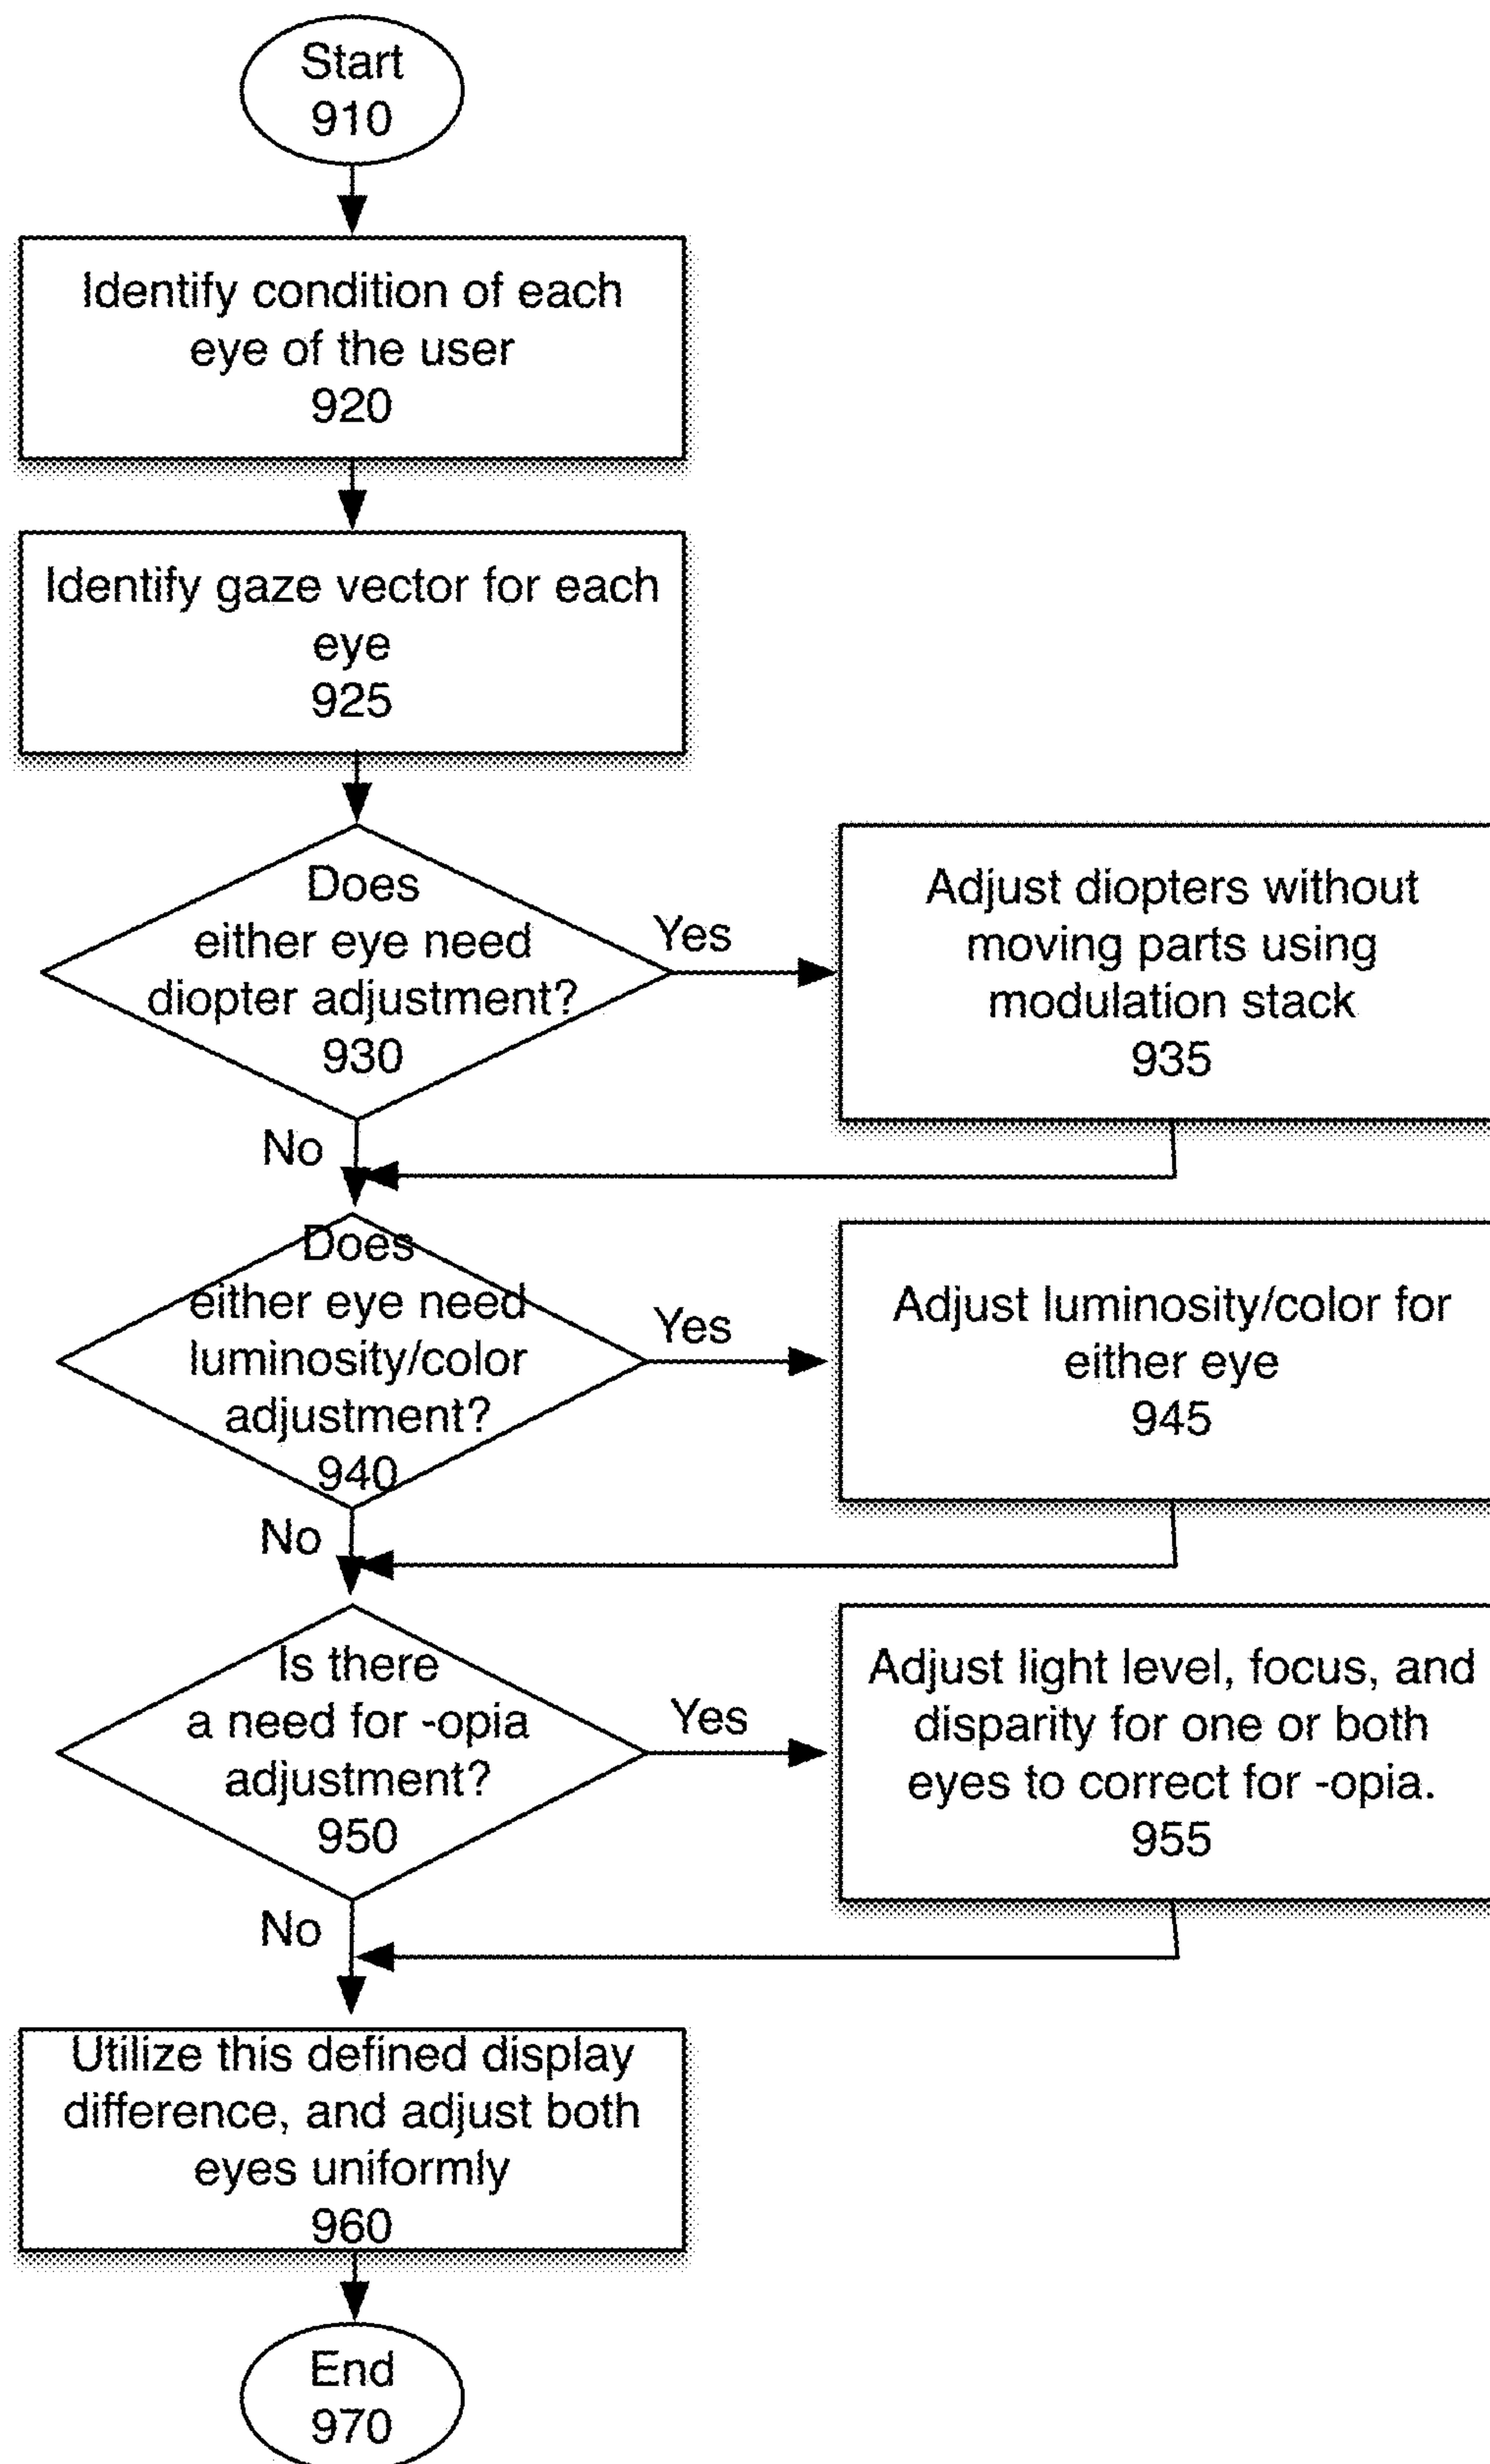 Start
910
Identify condition of each
eye of the user
920
Identify gaze vector for each
eye
925
Does
either eye need
diopter adjustment?
930
Yes
Adjust diopters without
moving parts using
modulation stack
935
No
Does
either eye need
luminosity/color
adjustment?
940
Yes
Adjust luminosity/color for
either eye
945
No
Is there
a need for -opia
adjustment?
950
Yes
Adjust light level, focus, and
disparity for one or both
eyes to correct for -opia.
955
No
Utilize this defined display
difference, and adjust both
eyes uniformly
960
End
970